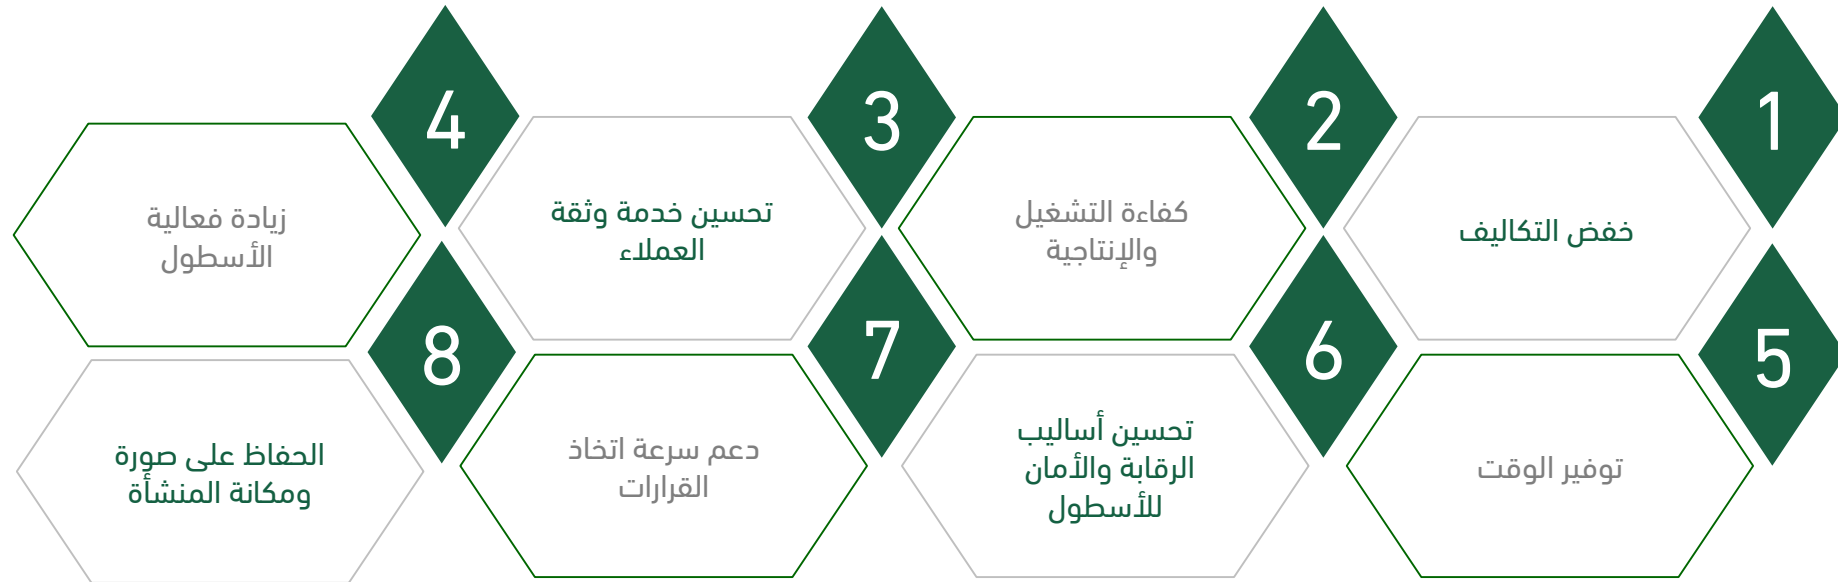 1
خفض التكاليف
2
كفاءة التشغيل
والإنتاجية
3
تحسين خدمة وثقة
العملاء
4
زيادة فعالية
الأسطول
5
توفير الوقت
6
تحسين أساليب
الرقابة والأمان
للأسطول
7
دعم سرعة اتخاذ
القرارات
8
الحفاظ على صورة
ومكانة المنشأة